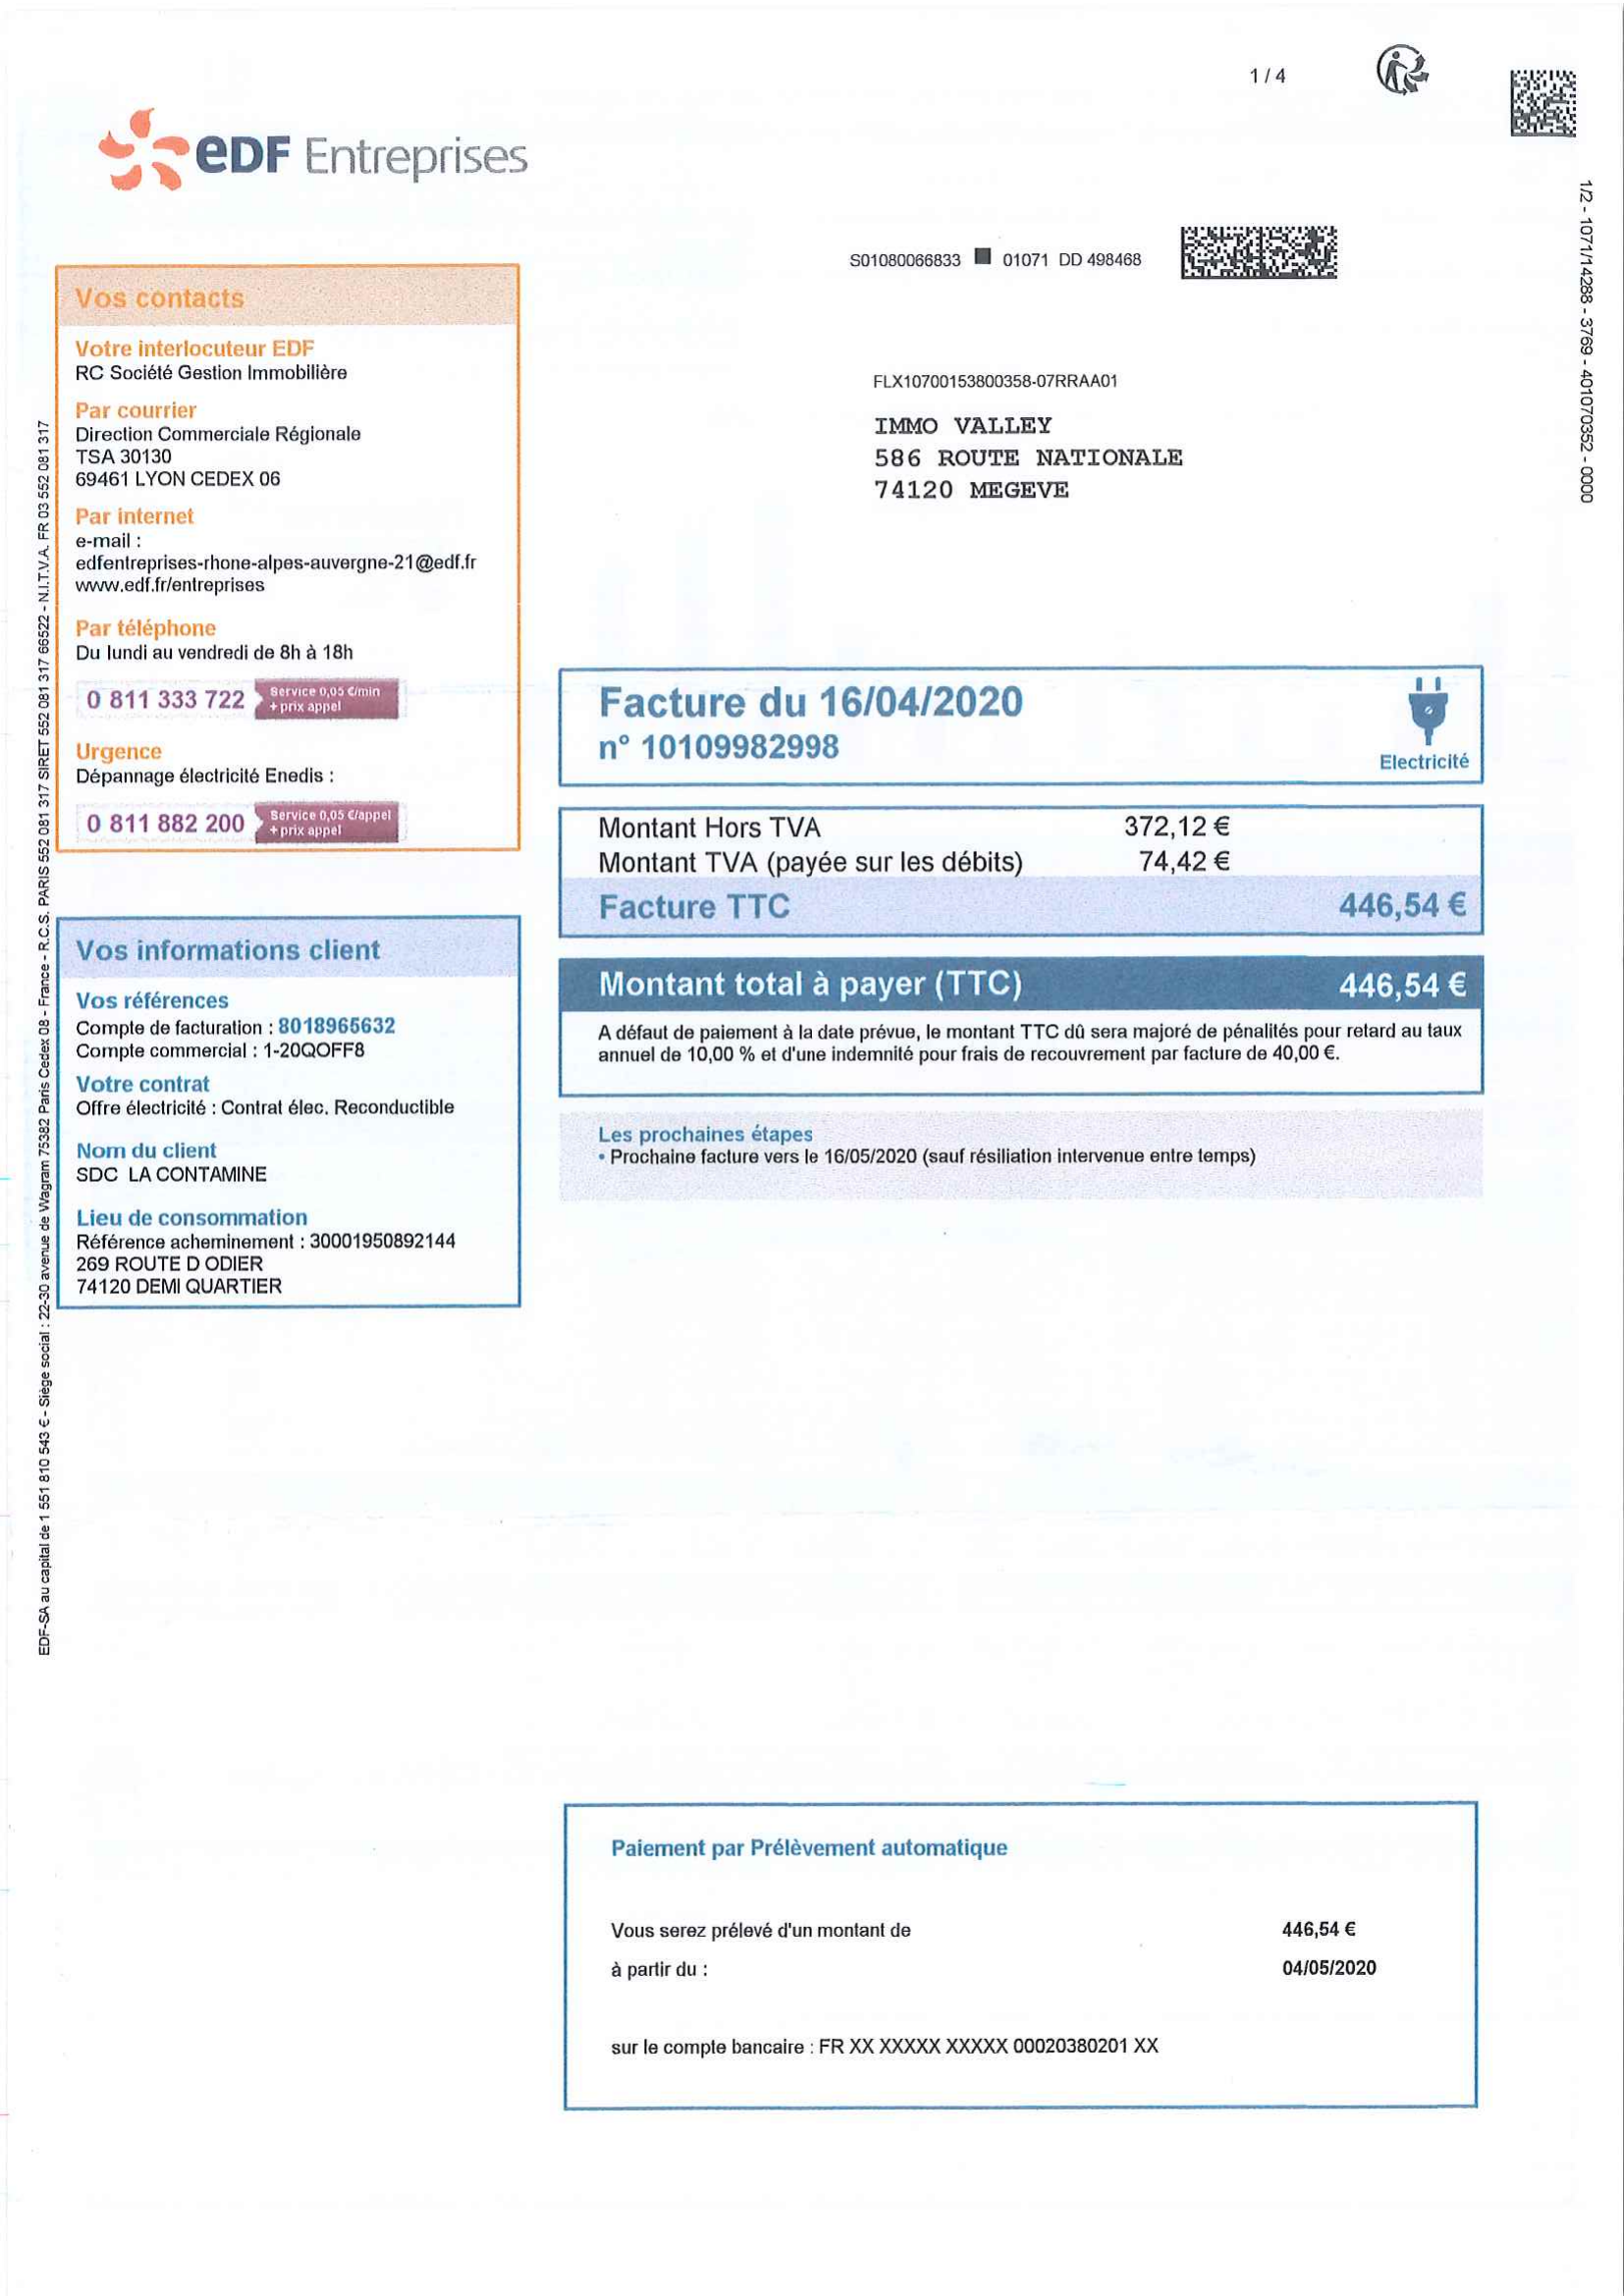 1 / 4
eDF Entreprises
S01080066833 01071 DD 498468
1/2 - 1071/14288 - 3769 - 401070352 - 0000
Vos contacts
Votre interlocuteur EDF
RC Société Gestion Immobilière
Par courrier
Direction Commerciale Régionale
TSA 30130
69461 LYON CEDEX 06
Par internet
e-mail :
edfentreprises-rhone-alpes-auvergne-21@edf.fr
www.edf.fr/entreprises
Par téléphone
Du lundi au vendredi de 8h à 18h
0 811 333 722 Service 0,05 €/min
+ prix appel
Urgence
Dépannage électricité Enedis :
0 811 882 200 Service 0,05 €/appel
+ prix appel
FLX10700153800358-07RRAA01
IMMO VALLEY
586 ROUTE NATIONALE
74120 MEGEVE
Facture du 16/04/2020
n° 10109982998
Electricité
Montant Hors TVA 372,12 €
Montant TVA (payée sur les débits) 74,42 €
Facture TTC 446,54 €
Montant total à payer (TTC) 446,54 €
A défaut de paiement à la date prévue, le montant TTC dû sera majoré de pénalités pour retard au taux
annuel de 10,00 % et d'une indemnité pour frais de recouvrement par facture de 40,00 €.
Les prochaines étapes
• Prochaine facture vers le 16/05/2020 (sauf résiliation intervenue entre temps)
Vos informations client
Vos références
Compte de facturation : 8018965632
Compte commercial : 1-20QOFF8
Votre contrat
Offre électricité : Contrat élec. Reconductible
Nom du client
SDC LA CONTAMINE
Lieu de consommation
Référence acheminement : 30001950892144
269 ROUTE D ODIER
74120 DEMI QUARTIER
EDF-SA au capital de 1 551 810 543 € - Siège social : 22-30 avenue de Wagram 75382 Paris Cedex 08 - France - R.C.S. PARIS 552 081 317 SIRET 552 081 317 66522 - N.I.T.V.A. FR 03 552 081 317
Paiement par Prélèvement automatique
Vous serez prélevé d'un montant de 446,54 €
à partir du : 04/05/2020
sur le compte bancaire : FR XX XXXXX XXXXX 00020380201 XX